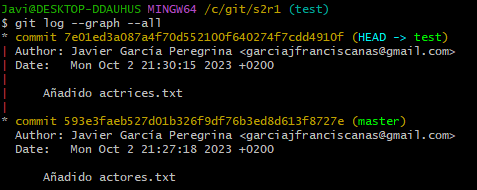 Javi@DESKTOP-DDAUHUS MINGW64 /c/git/s2r1 (test)
$ git log --graph --all
* commit 7e01ed3a087a4f70d552100f640274f7cdd4910f (HEAD -> test)
| Author: Javier García Peregrina <garciajfranciscanas@gmail.com>
| Date:   Mon Oct 2 21:30:15 2023 +0200
|
|     Añadido actrices.txt
|
* commit 593e3faeb527d01b326f9df76b3ed8d613f8727e (master)
  Author: Javier García Peregrina <garciajfranciscanas@gmail.com>
  Date:   Mon Oct 2 21:27:18 2023 +0200

      Añadido actores.txt